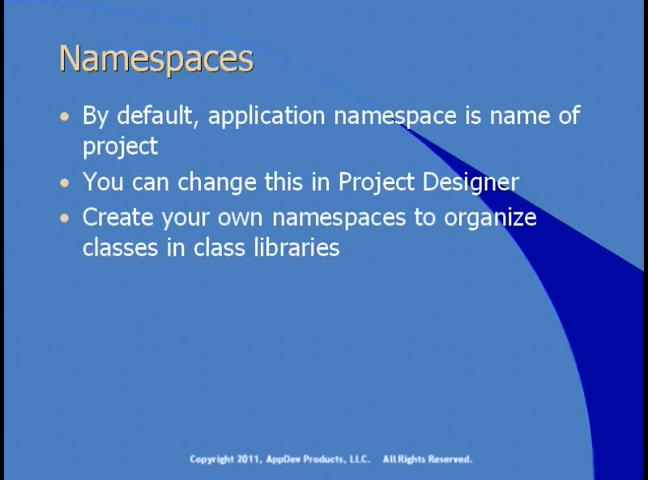 Namespaces
• By default, application namespace is name of
project
• You can change this in Project Designer
• Create your own namespaces to organize
classes in class libraries
Copyright 2011, AppDev Products, LLC. All Rights Reserved.